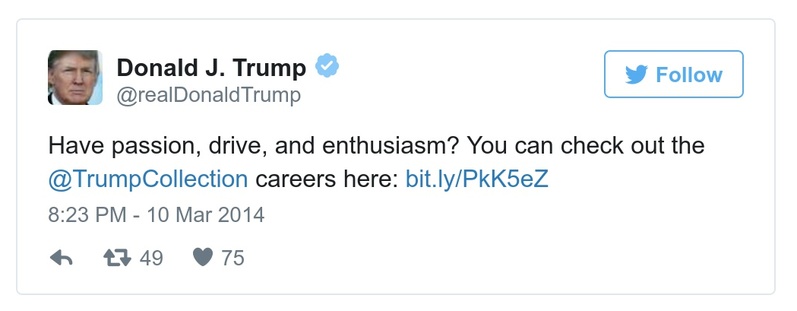 Donald J. Trump
@realDonaldTrump
Follow
Have passion, drive, and enthusiasm? You can check out the
@TrumpCollection careers here: bit.ly/PkK5eZ
8:23 PM - 10 Mar 2014
49 75